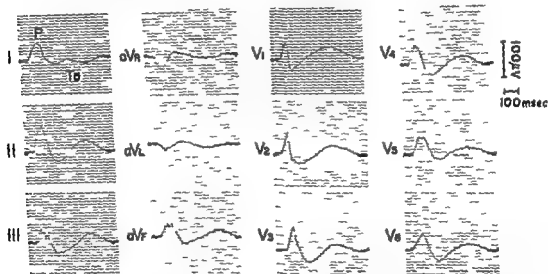 I aVR V1 V4
P
Ta
100μV
100msec
II aVL V2 V5
III aVF V3 V6